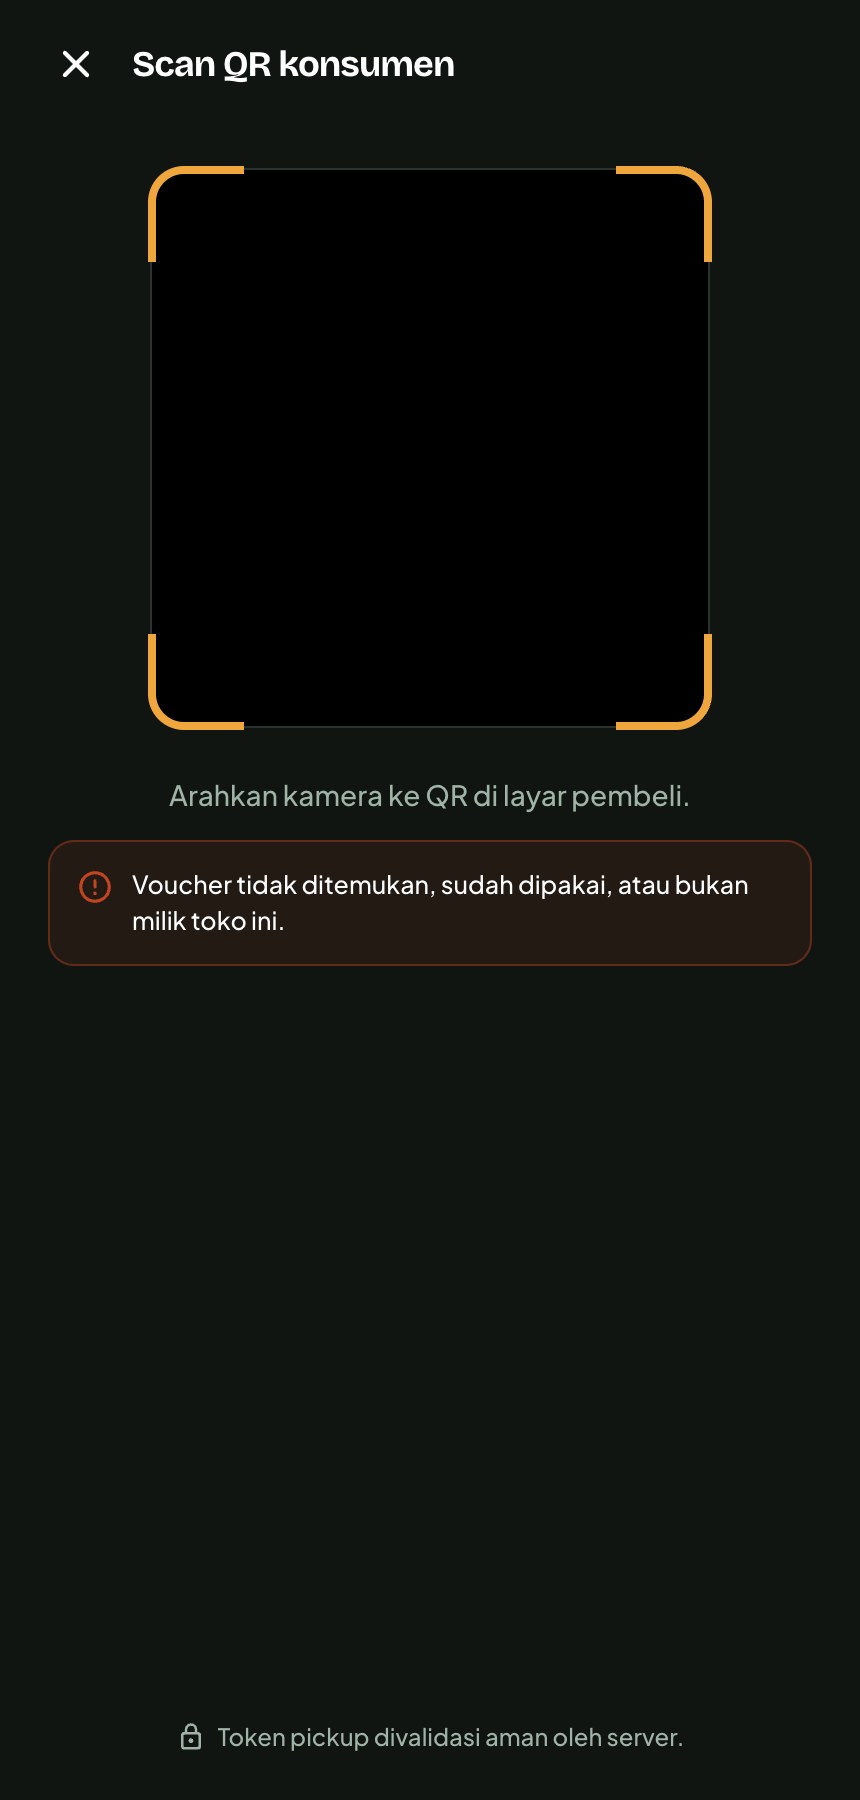 Scan QR konsumen
Arahkan kamera ke QR di layar pembeli.
Voucher tidak ditemukan, sudah dipakai, atau bukan
milik toko ini.
Token pickup divalidasi aman oleh server.